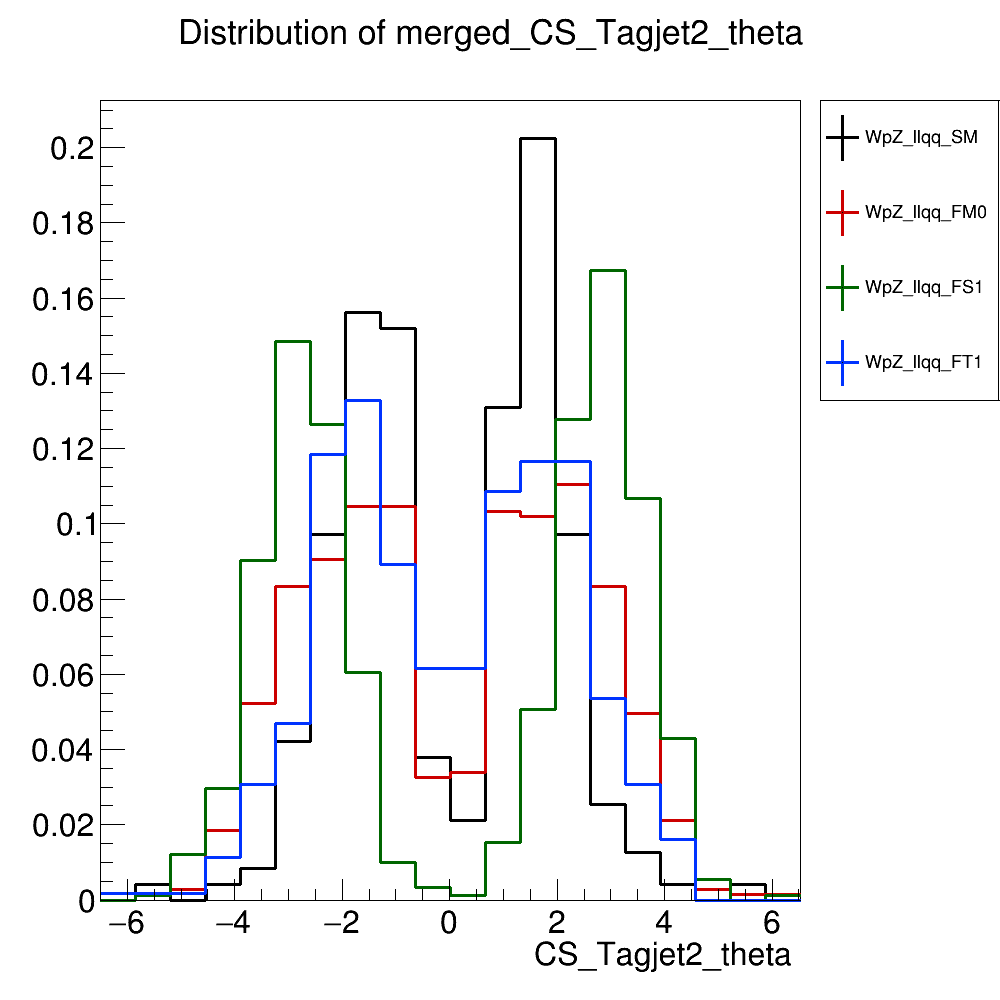 Distribution of merged_CS_Tagjet2_theta
WpZ_llqq_SM
WpZ_llqq_FM0
WpZ_llqq_FS1
WpZ_llqq_FT1
0.2
0.18
0.16
0.14
0.12
0.1
0.08
0.06
0.04
0.02
0
−6 −4 −2 0 2 4 6
CS_Tagjet2_theta